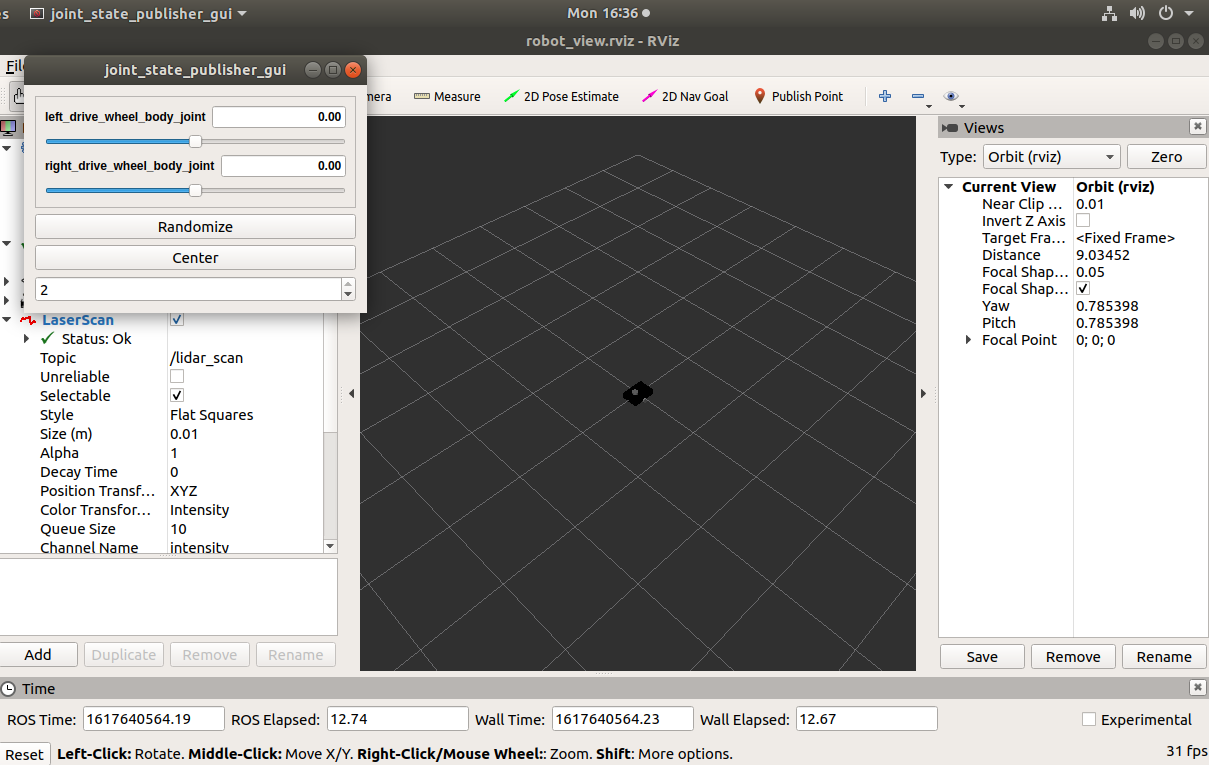 s joint_state_publisher_gui Mon 16:36
robot_view.rviz - RViz
joint_state_publisher_gui
left_drive_wheel_body_joint 0.00
right_drive_wheel_body_joint 0.00
Randomize
Center
2
Measure 2D Pose Estimate 2D Nav Goal Publish Point
LaserScan
Status: Ok
Topic /lidar_scan
Unreliable
Selectable
Style Flat Squares
Size (m) 0.01
Alpha 1
Decay Time 0
Position Transf... XYZ
Color Transfor... Intensity
Queue Size 10
Channel Name intensity
Add Duplicate Remove Rename
Views
Type: Orbit (rviz) Zero
Current View Orbit (rviz)
Near Clip ... 0.01
Invert Z Axis
Target Fra... <Fixed Frame>
Distance 9.03452
Focal Shap... 0.05
Focal Shap...
Yaw 0.785398
Pitch 0.785398
Focal Point 0; 0; 0
Save Remove Rename
Time
ROS Time: 1617640564.19 ROS Elapsed: 12.74 Wall Time: 1617640564.23 Wall Elapsed: 12.67 Experimental
Reset Left-Click: Rotate. Middle-Click: Move X/Y. Right-Click/Mouse Wheel:: Zoom. Shift: More options. 31 fps